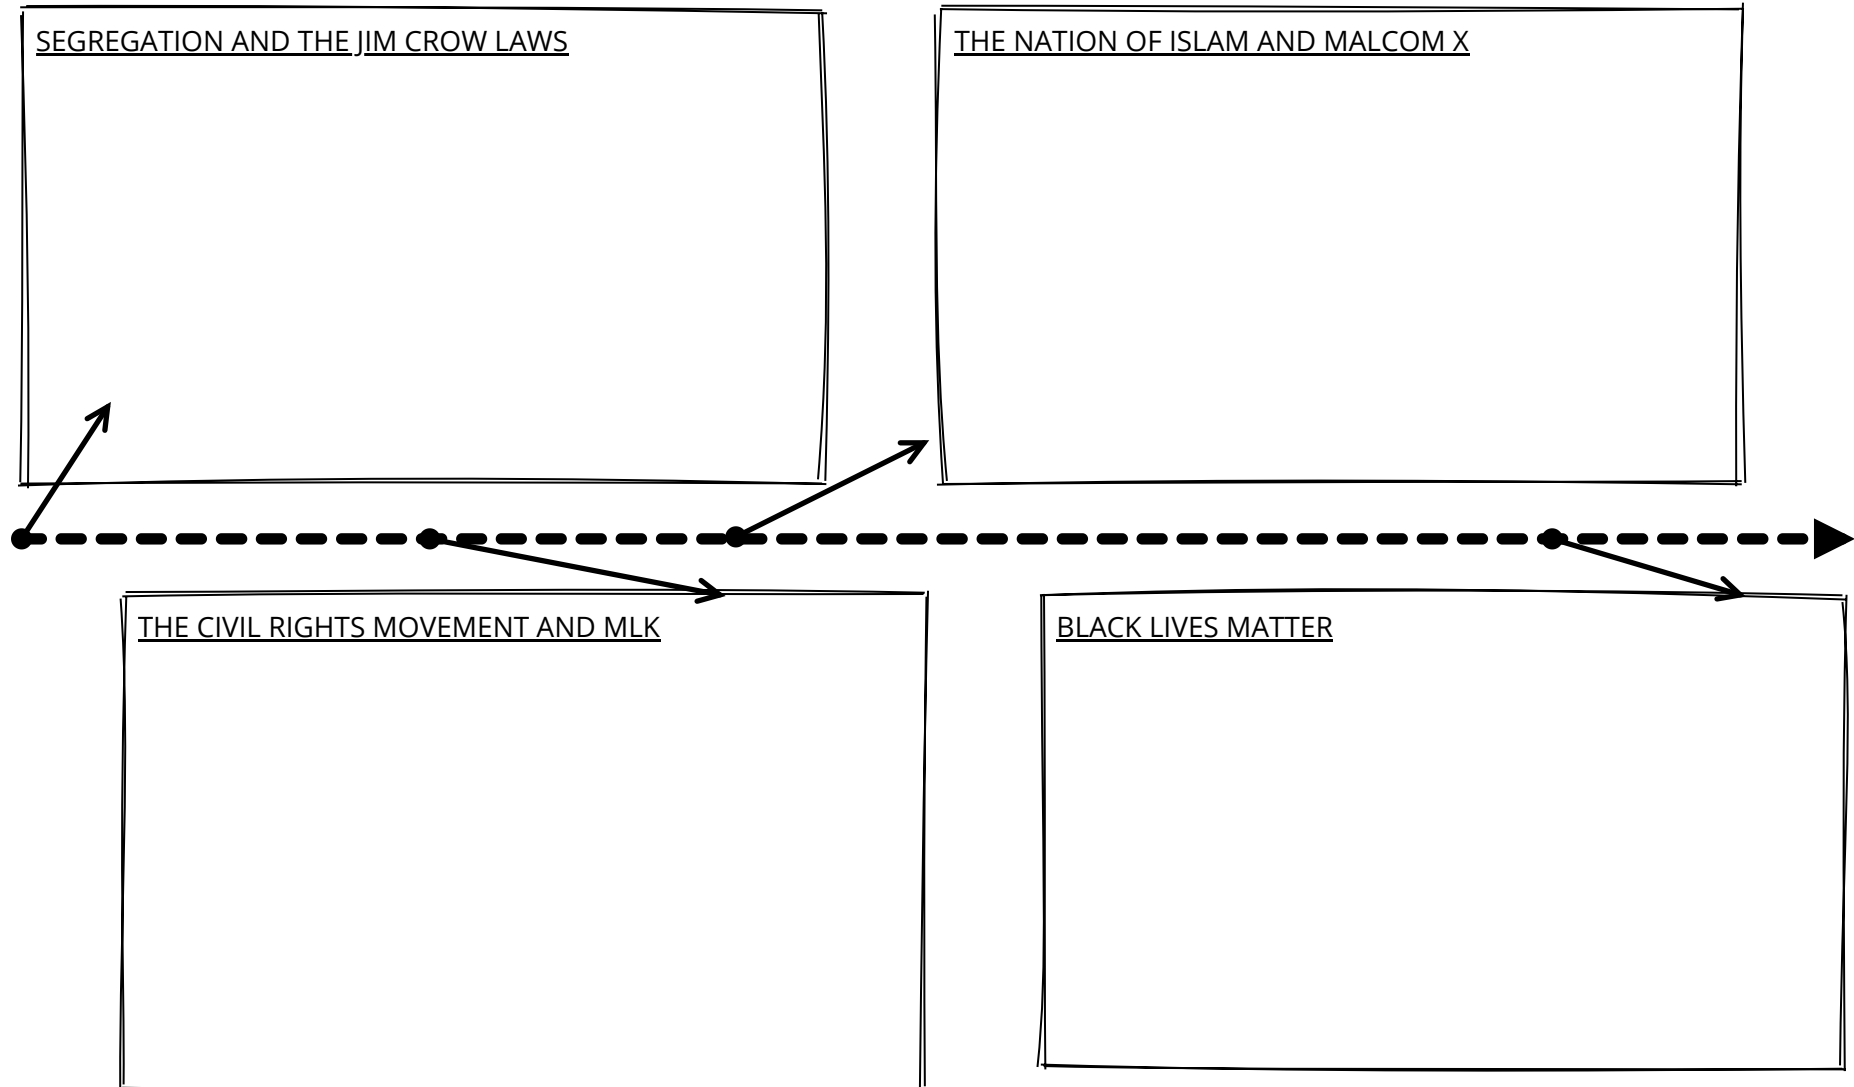 SEGREGATION AND THE JIM CROW LAWS
THE NATION OF ISLAM AND MALCOM X
THE CIVIL RIGHTS MOVEMENT AND MLK
BLACK LIVES MATTER